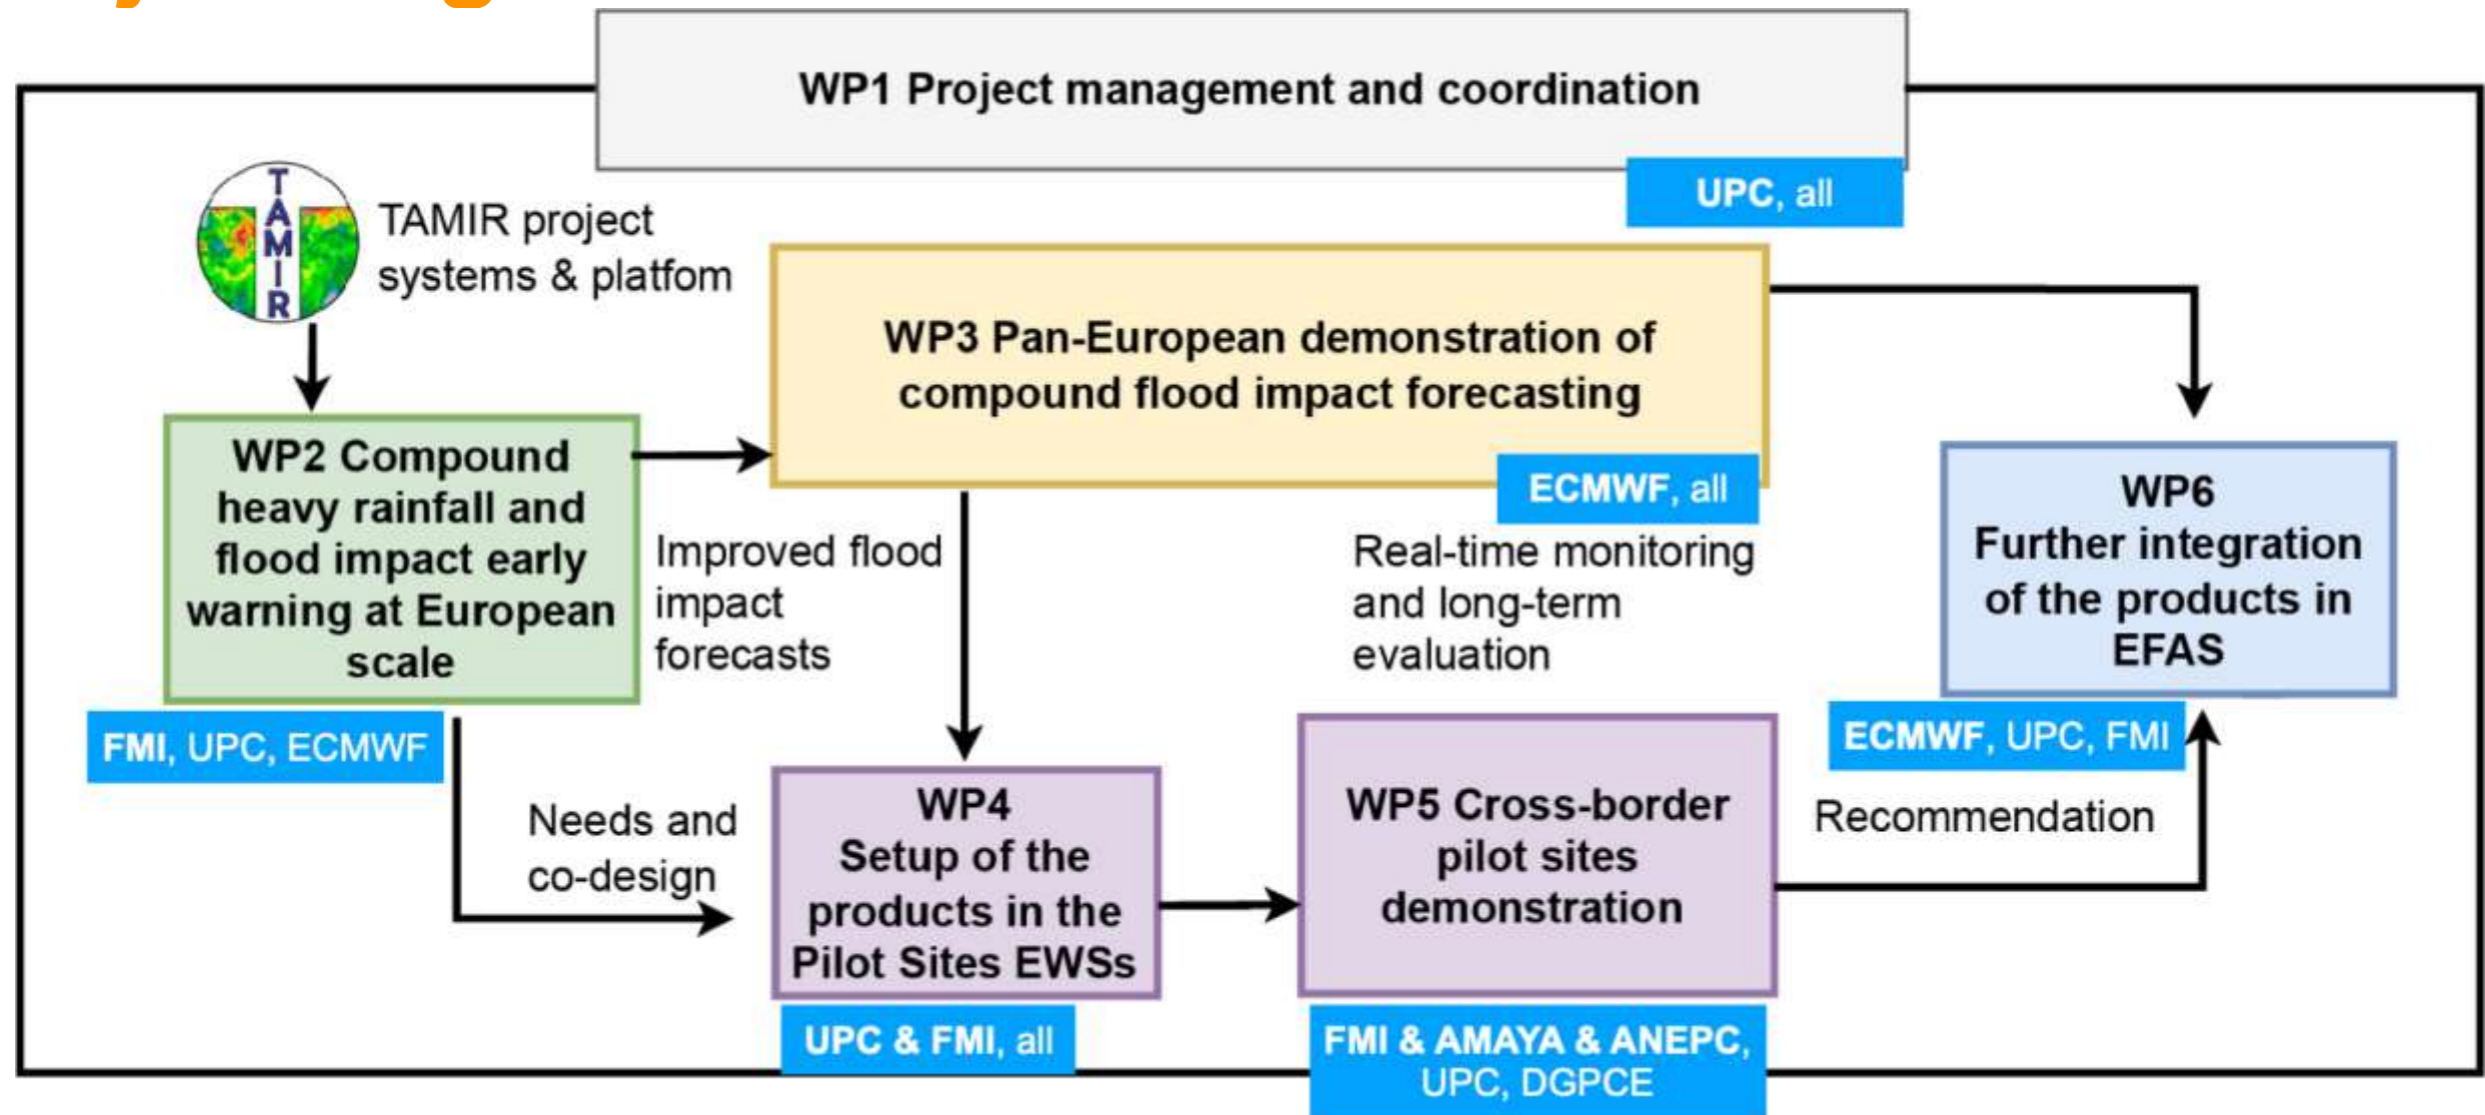 WP1 Project management and coordination
UPC, all
TAMIR
TAMIR project
systems & platfom
WP3 Pan-European demonstration of
compound flood impact forecasting
ECMWF, all
WP2 Compound
heavy rainfall and
flood impact early
warning at European
scale
FMI, UPC, ECMWF
Improved flood
impact
forecasts
Real-time monitoring
and long-term
evaluation
WP6
Further integration
of the products in
EFAS
ECMWF, UPC, FMI
Needs and
co-design
WP4
Setup of the
products in the
Pilot Sites EWSs
UPC & FMI, all
WP5 Cross-border
pilot sites
demonstration
FMI & AMAYA & ANEPC,
UPC, DGPCE
Recommendation